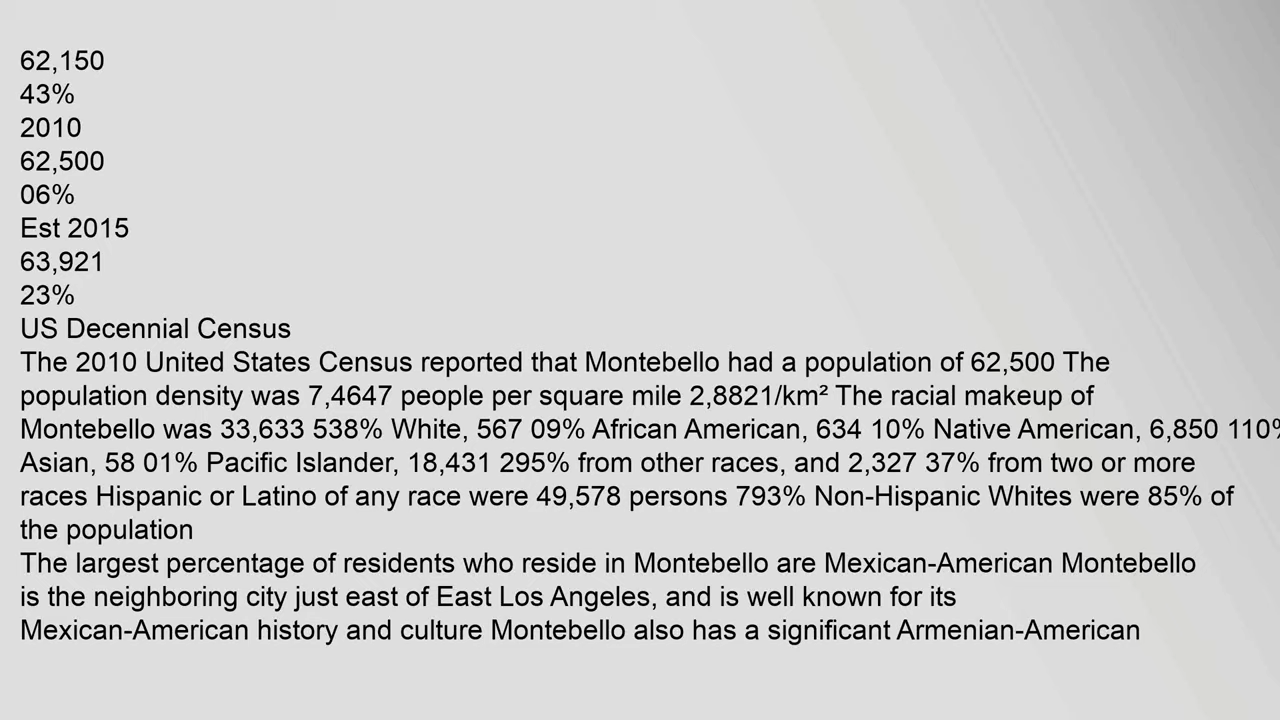 62,150
43%
2010
62,500
06%
Est 2015
63,921
23%
US Decennial Census
The 2010 United States Census reported that Montebello had a population of 62,500 The
population density was 7,4647 people per square mile 2,8821/km² The racial makeup of
Montebello was 33,633 538% White, 567 09% African American, 634 10% Native American, 6,850 110%
Asian, 58 01% Pacific Islander, 18,431 295% from other races, and 2,327 37% from two or more
races Hispanic or Latino of any race were 49,578 persons 793% Non-Hispanic Whites were 85% of
the population
The largest percentage of residents who reside in Montebello are Mexican-American Montebello
is the neighboring city just east of East Los Angeles, and is well known for its
Mexican-American history and culture Montebello also has a significant Armenian-American